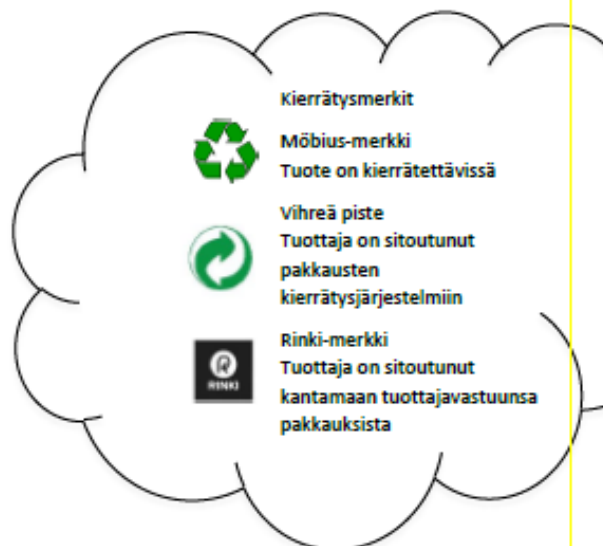 Kierrätysmerkit
Möbius-merkki
Tuote on kierrätettävissä
Vihreä piste
Tuottaja on sitoutunut
pakkausten
kierrätysjärjestelmiin
Rinki-merkki
Tuottaja on sitoutunut
kantamaan tuottajavastuunsa
pakkauksista
RINKI